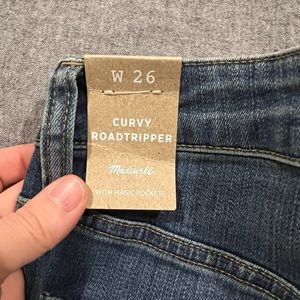 W 26
CURVY
ROADTRIPPER
Madewell
WITH MAGIC POCKETS